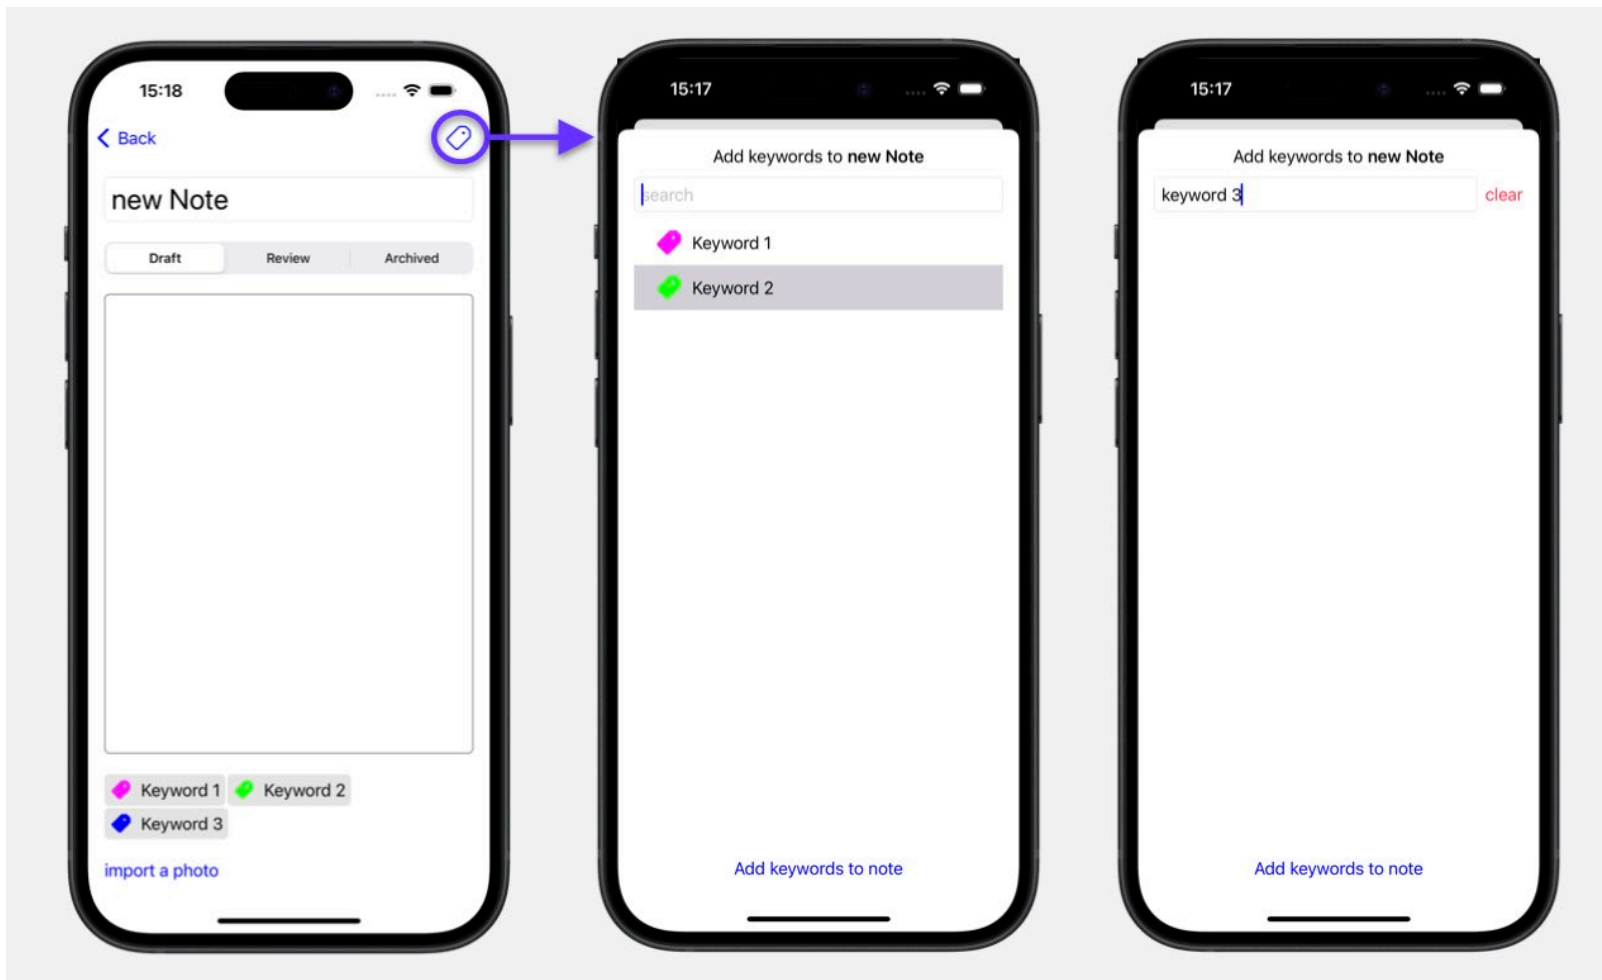 15:18
Back
new Note
Draft Review Archived
Keyword 1 Keyword 2
Keyword 3
import a photo
15:17
Add keywords to new Note
search
Keyword 1
Keyword 2
Add keywords to note
15:17
Add keywords to new Note
keyword 3 clear
Add keywords to note